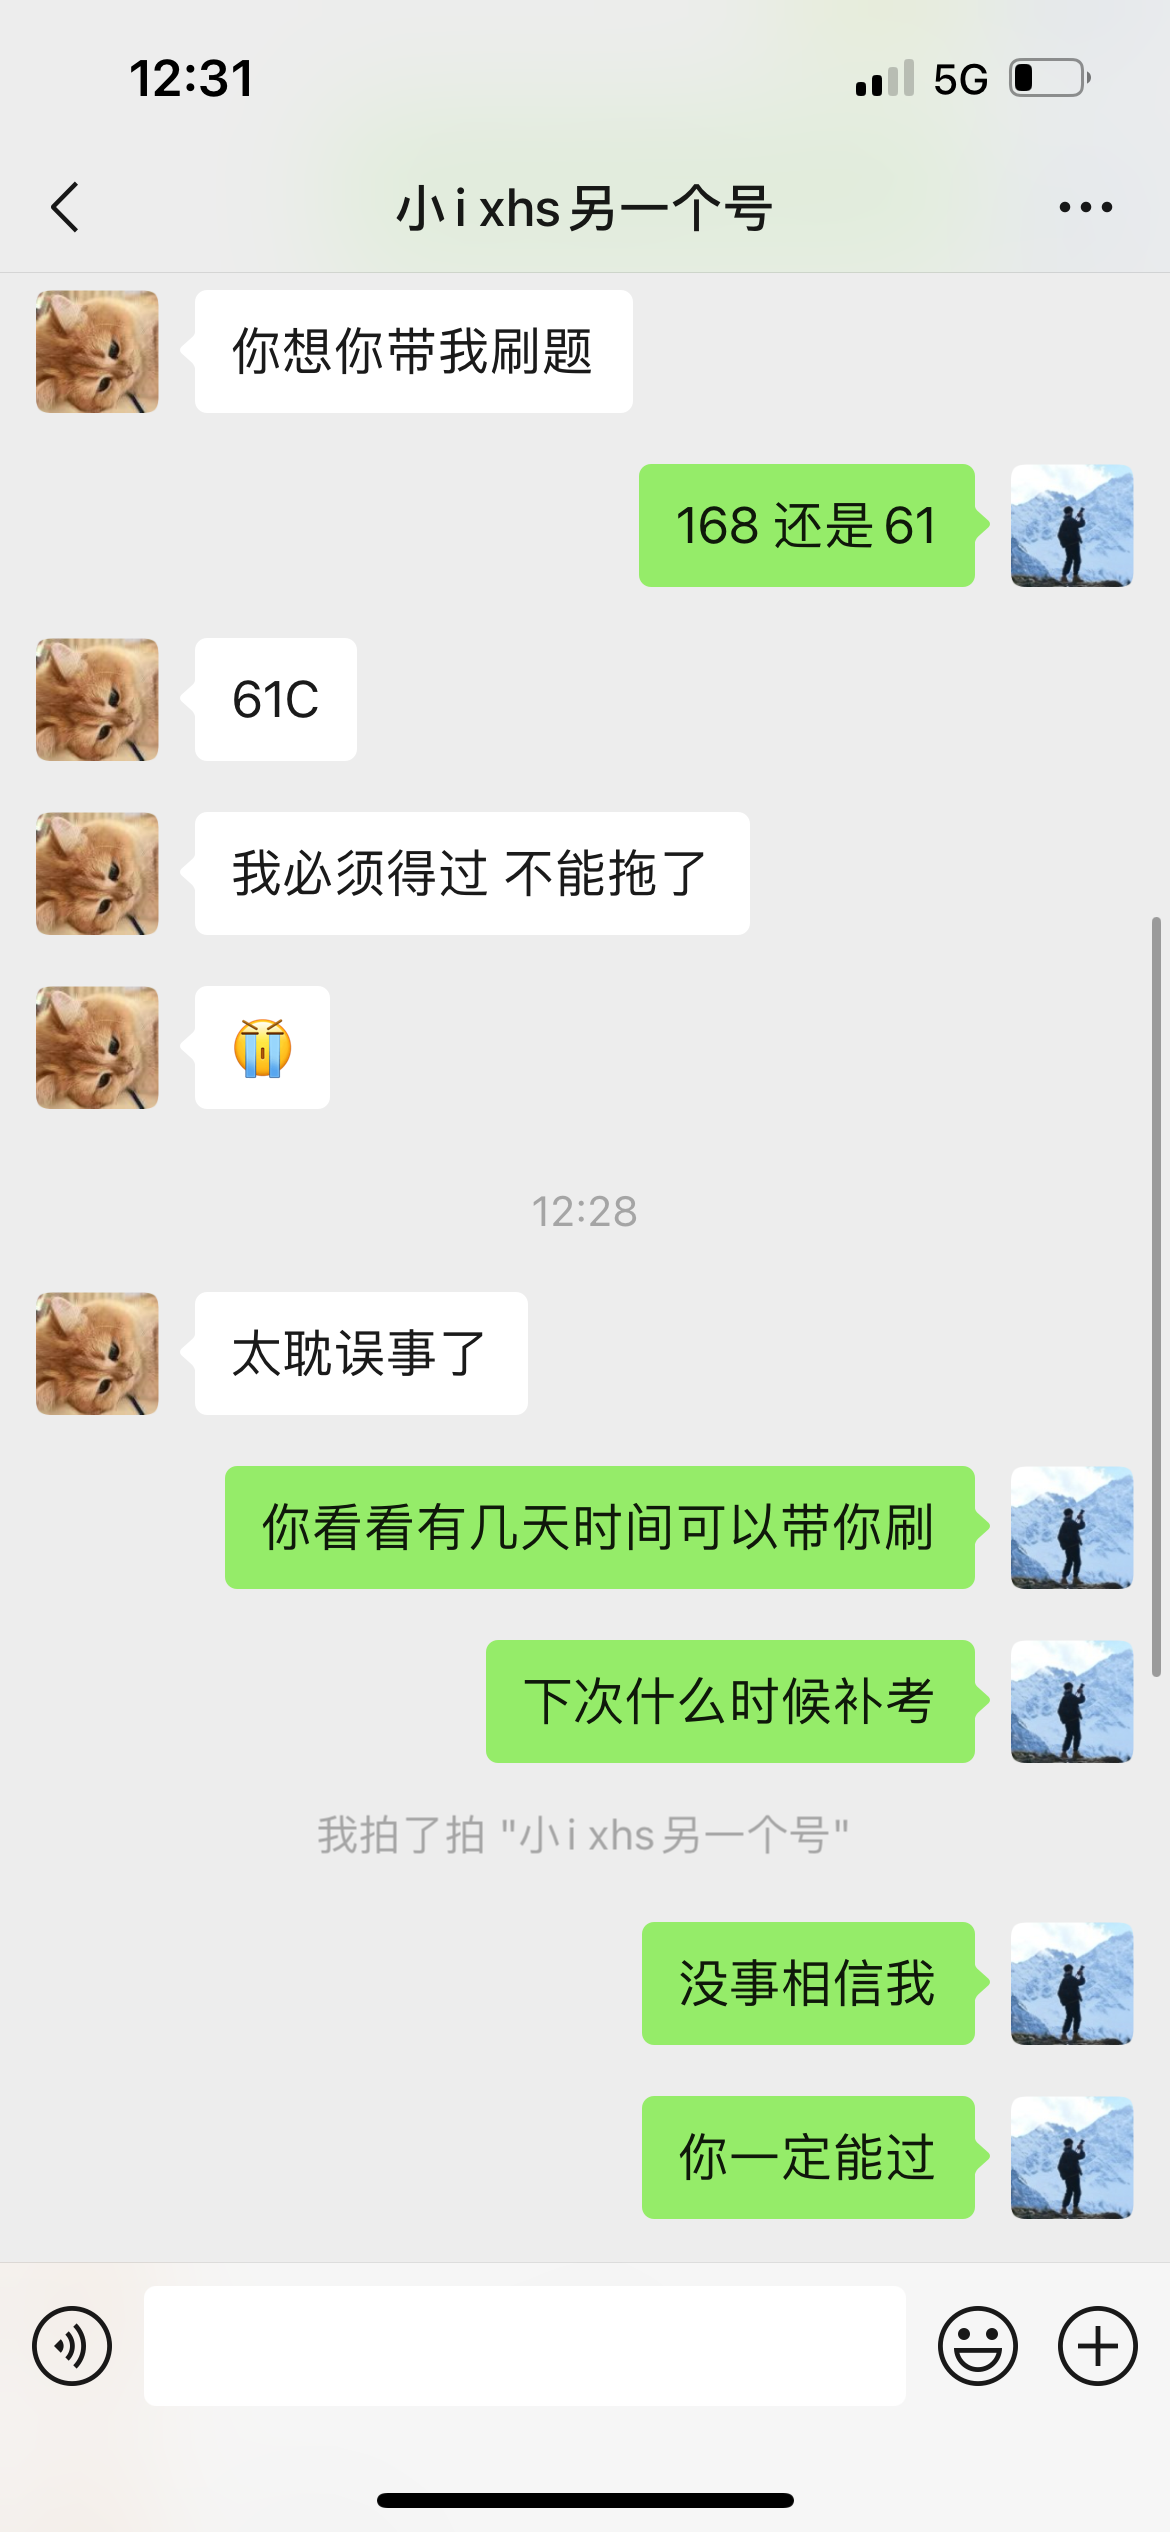 12:31
5G
小i xhs另一个号
你想你带我刷题
168 还是61
61C
我必须得过 不能拖了
12:28
太耽误事了
你看看有几天时间可以带你刷
下次什么时候补考
我拍了拍 "小i xhs另一个号"
没事相信我
你一定能过